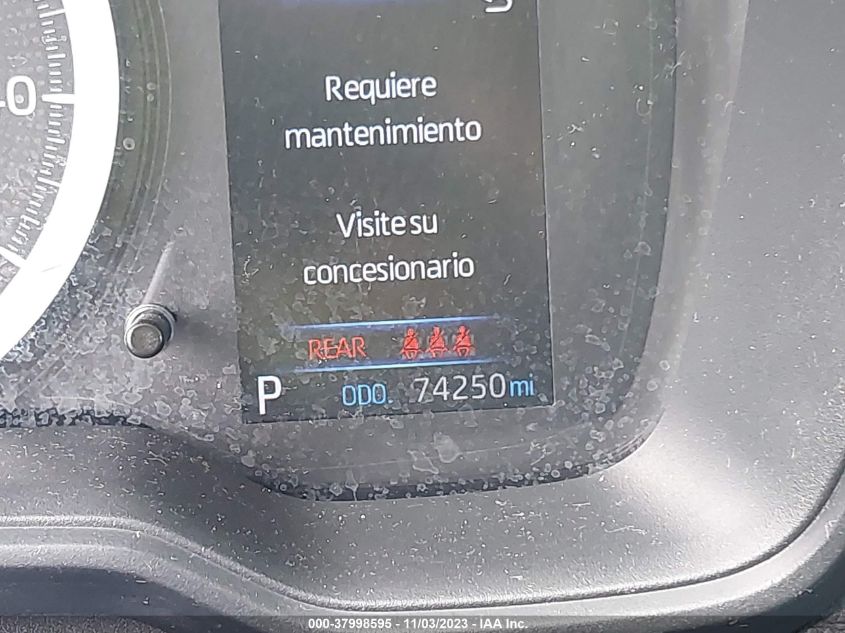 Requiere
mantenimiento
Visite su
concesionario
REAR
P ODO. 74250 mi
000-37998595 - 11/03/2023 - IAA Inc.